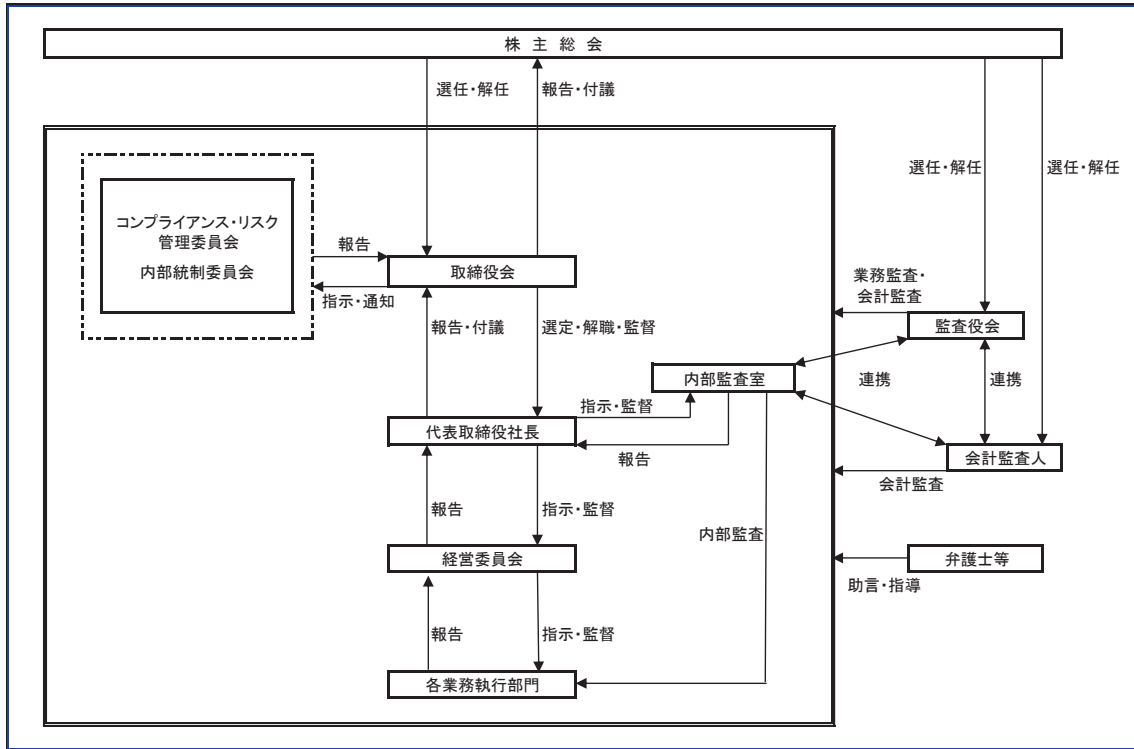 株主総会
選任・解任
報告・付議
選任・解任
選任・解任
コンプライアンス・リスク
管理委員会
内部統制委員会
報告
指示・通知
取締役会
業務監査・
会計監査
監査役会
報告・付議
選定・解職・監督
内部監査室
連携
連携
指示・監督
代表取締役社長
報告
会計監査人
会計監査
報告
指示・監督
内部監査
経営委員会
弁護士等
助言・指導
報告
指示・監督
各業務執行部門